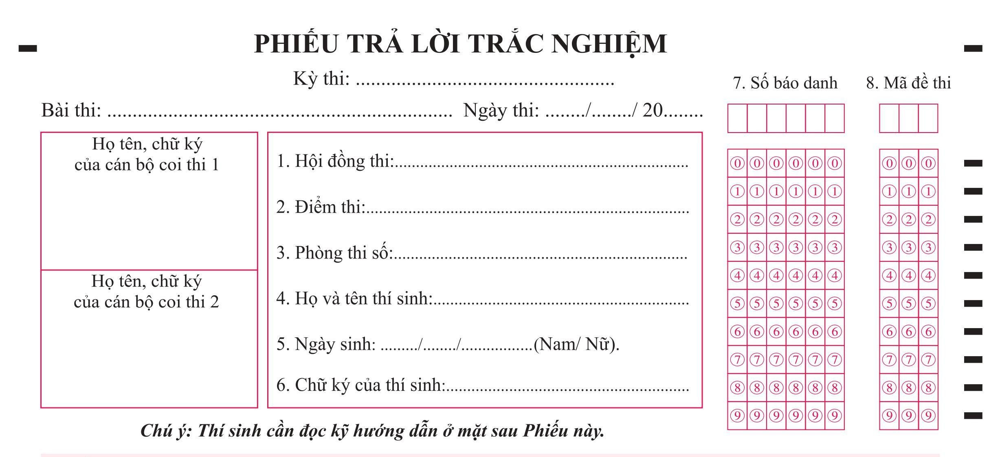 PHIẾU TRẢ LỜI TRẮC NGHIỆM
Kỳ thi: ...................................................
Bài thi: .................................................................... Ngày thi: ......../......../ 20........
Họ tên, chữ ký
của cán bộ coi thi 1
Họ tên, chữ ký
của cán bộ coi thi 2
1. Hội đồng thi:......................................................................
2. Điểm thi:.............................................................................
3. Phòng thi số:......................................................................
4. Họ và tên thí sinh:.............................................................
5. Ngày sinh: ........./......../.................(Nam/ Nữ).
6. Chữ ký của thí sinh:..........................................................
Chú ý: Thí sinh cần đọc kỹ hướng dẫn ở mặt sau Phiếu này.
7. Số báo danh 8. Mã đề thi
0 0 0 0 0 0 0 0 0
1 1 1 1 1 1 1 1 1
2 2 2 2 2 2 2 2 2
3 3 3 3 3 3 3 3 3
4 4 4 4 4 4 4 4 4
5 5 5 5 5 5 5 5 5
6 6 6 6 6 6 6 6 6
7 7 7 7 7 7 7 7 7
8 8 8 8 8 8 8 8 8
9 9 9 9 9 9 9 9 9